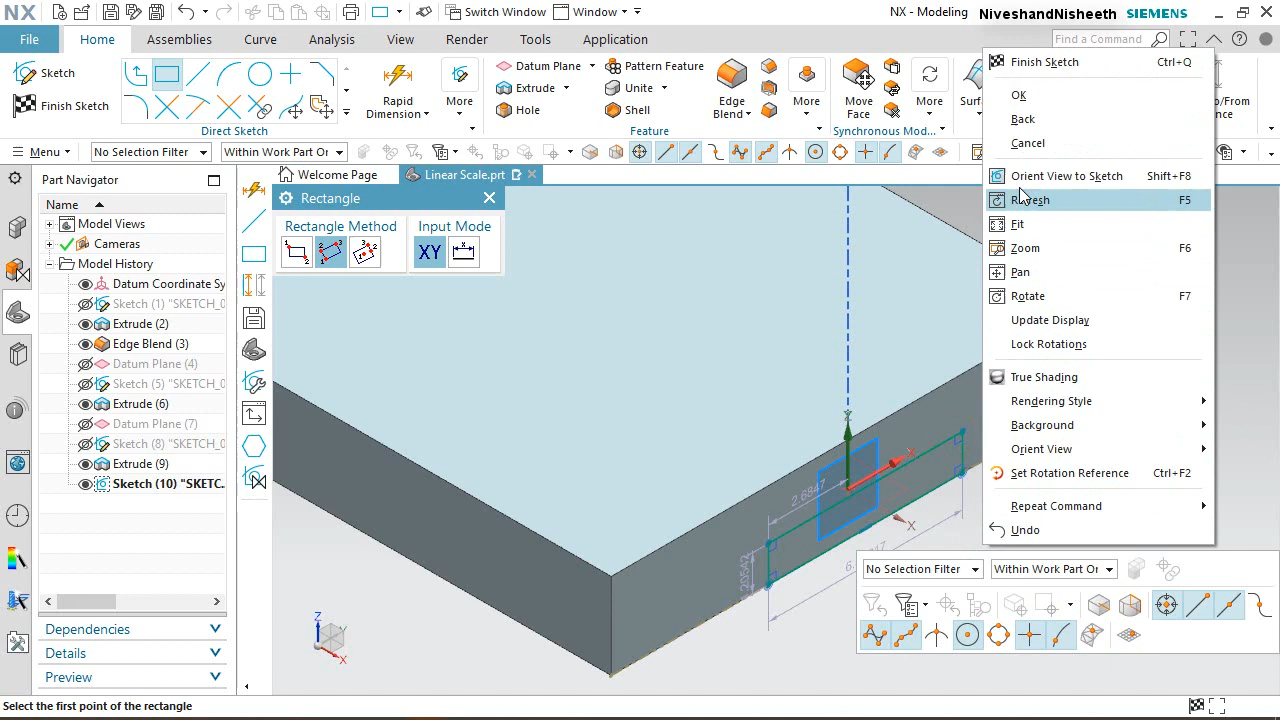 NX
Switch Window
Window
NX - Modeling
NiveshandNisheeth
SIEMENS
File
Home
Assemblies
Curve
Analysis
View
Render
Tools
Application
Find a Command
Sketch
Finish Sketch
Direct Sketch
Rapid
Dimension
More
Datum Plane
Extrude
Hole
Pattern Feature
Unite
Shell
Edge
Blend
More
Feature
Move
Face
More
Synchronous Mod...
Menu
No Selection Filter
Within Work Part Or
Part Navigator
Name
Model Views
Cameras
Model History
Datum Coordinate Sy
Sketch (1) "SKETCH_0
Extrude (2)
Edge Blend (3)
Datum Plane (4)
Sketch (5) "SKETCH_0
Extrude (6)
Datum Plane (7)
Sketch (8) "SKETCH_0
Extrude (9)
Sketch (10) "SKETC...
Dependencies
Details
Preview
Welcome Page
Linear Scale.prt
Rectangle
Rectangle Method
Input Mode
XY
2.6847
Z
X
X
Z
X
Finish Sketch Ctrl+Q
OK
Back
Cancel
Orient View to Sketch Shift+F8
F5
Fit
Zoom F6
Pan
Rotate F7
Update Display
Lock Rotations
True Shading
Rendering Style
Background
Orient View
Set Rotation Reference Ctrl+F2
Repeat Command
Undo
No Selection Filter
Within Work Part Or
Select the first point of the rectangle